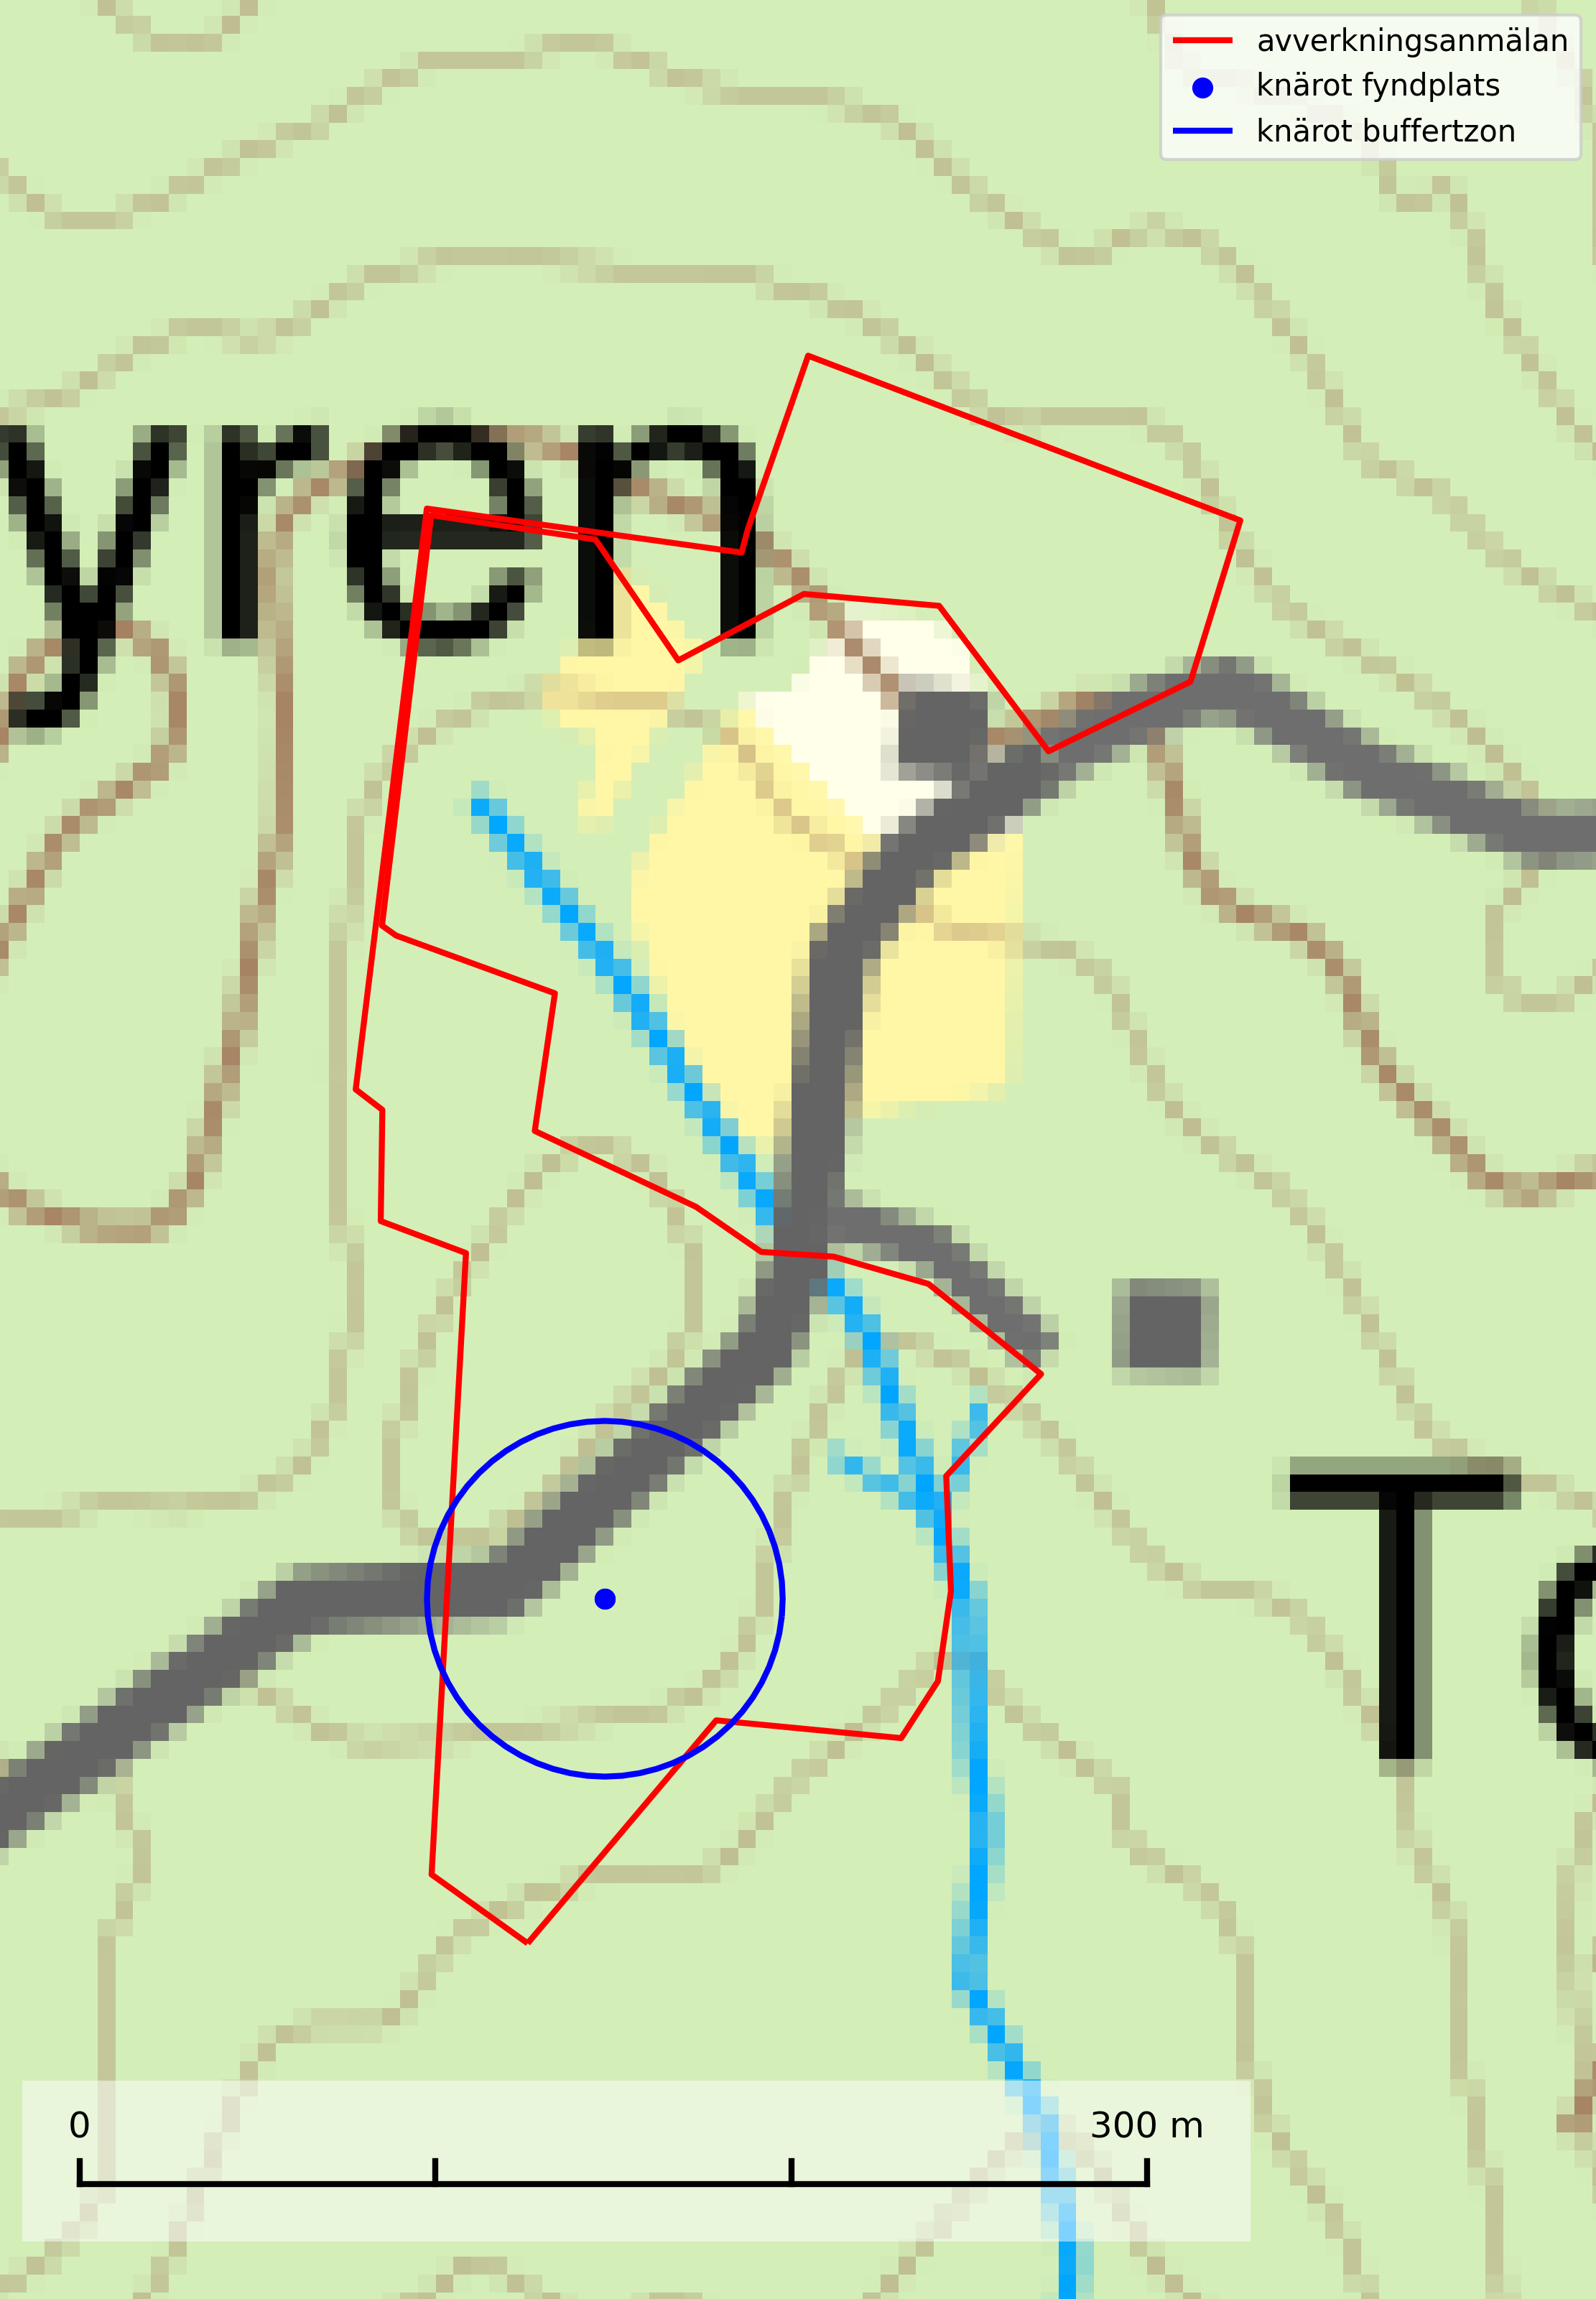 avverkningsanmälan
knärot fyndplats
knärot buffertzon
yren
0 300 m